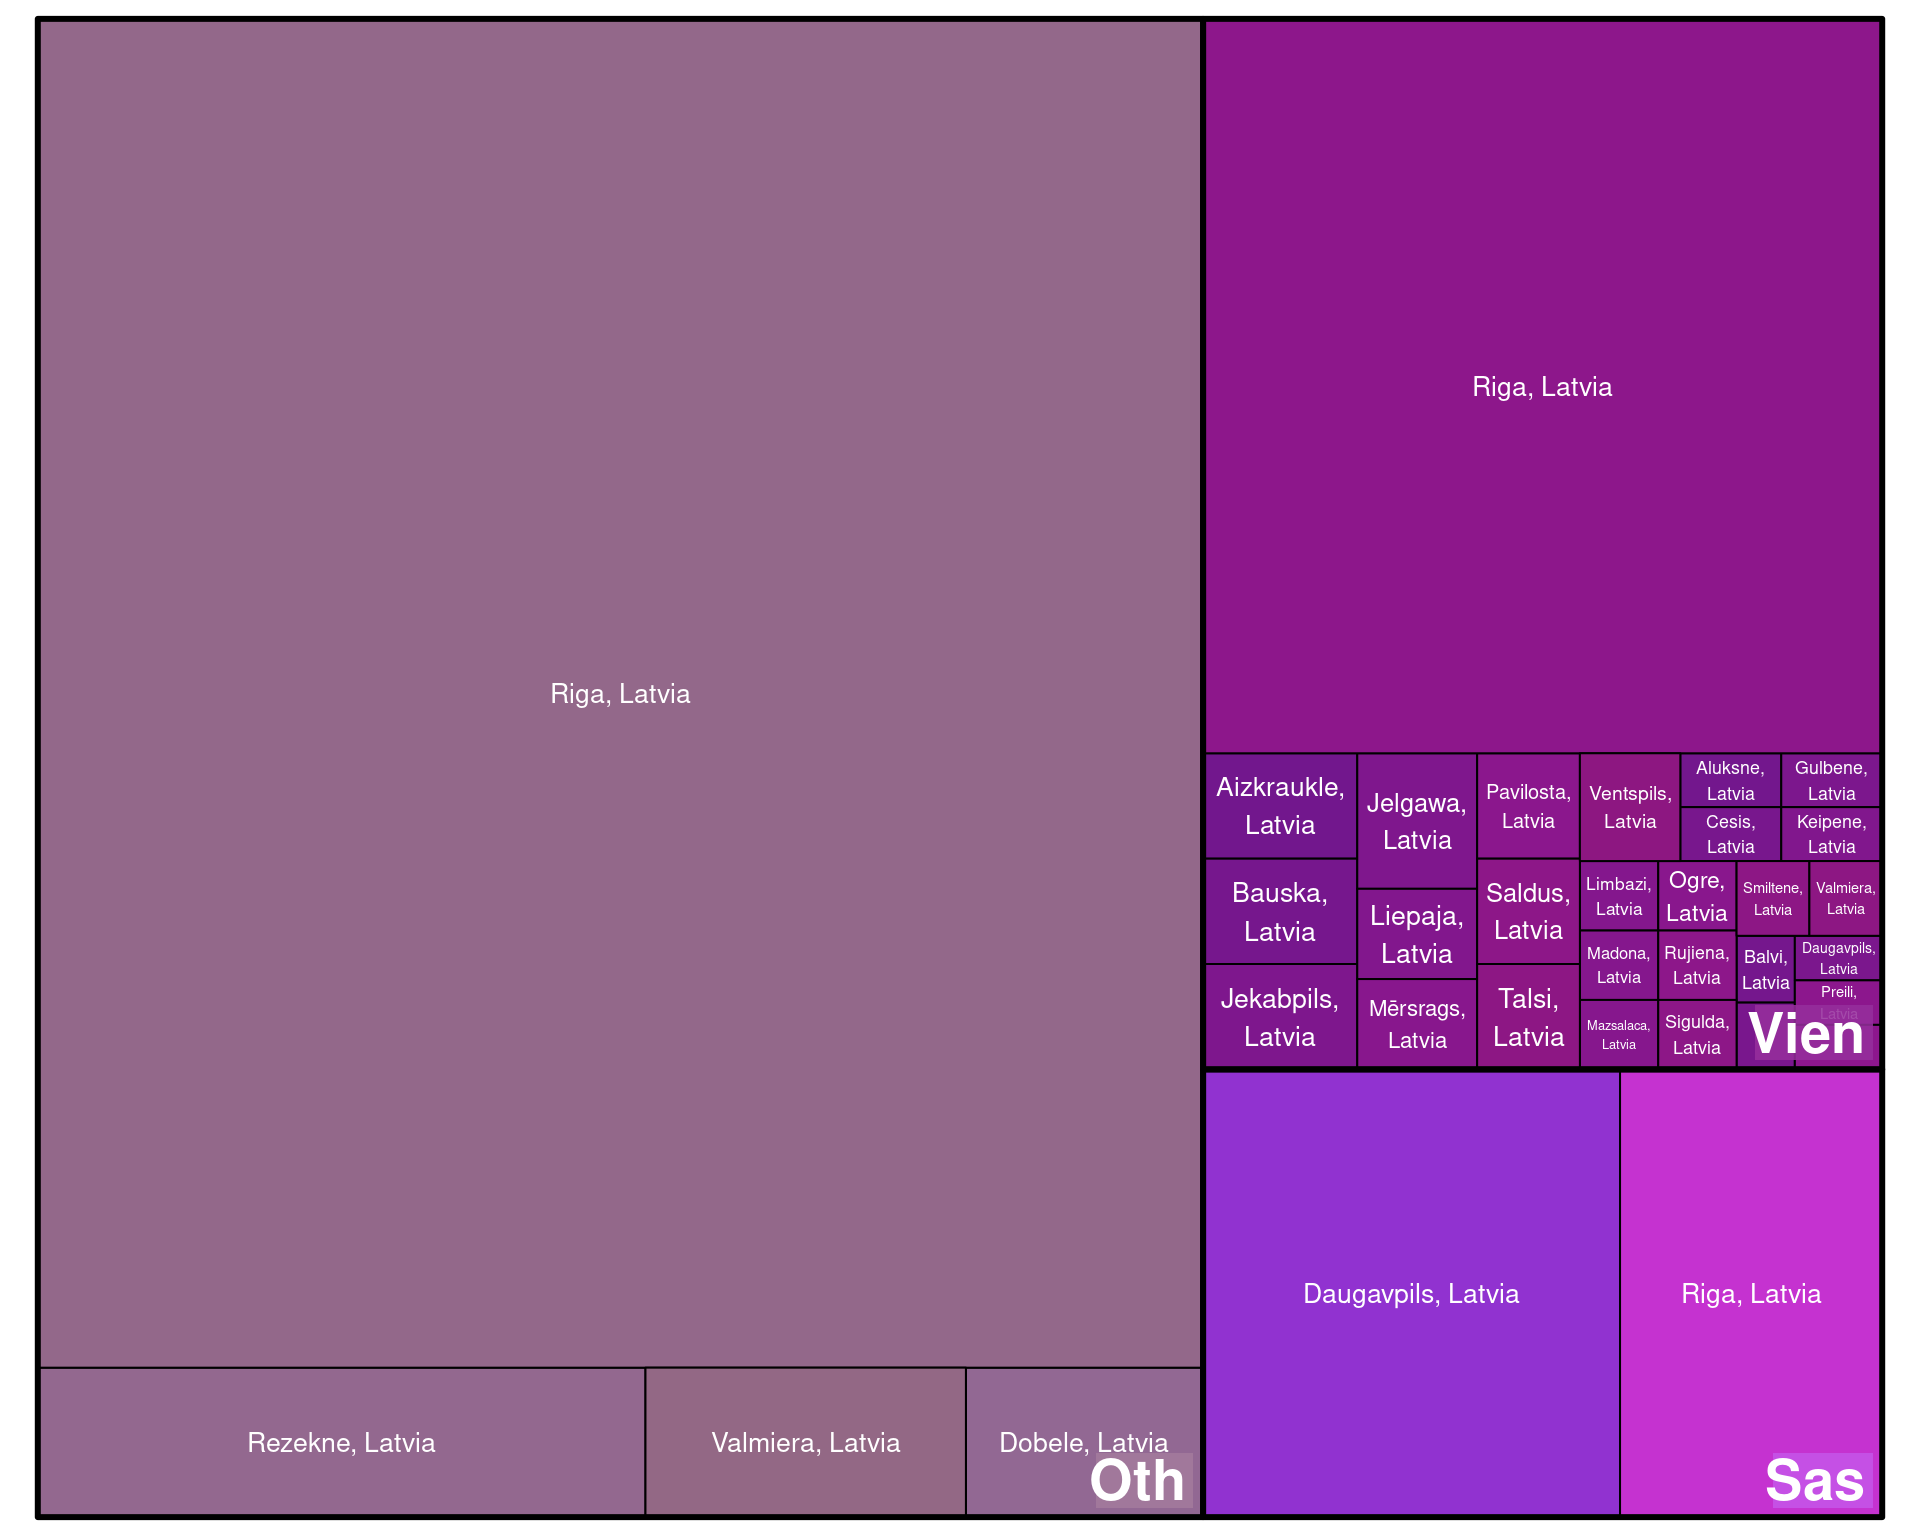 Riga, Latvia
Rezekne, Latvia
Valmiera, Latvia
Dobele, Latvia
Oth
Riga, Latvia
Aizkraukle,
Latvia
Bauska,
Latvia
Jekabpils,
Latvia
Jelgawa,
Latvia
Liepaja,
Latvia
Mērsrags,
Latvia
Pavilosta,
Latvia
Saldus,
Latvia
Talsi,
Latvia
Ventspils,
Latvia
Aluksne,
Latvia
Gulbene,
Latvia
Cesis,
Latvia
Keipene,
Latvia
Limbazi,
Latvia
Ogre,
Latvia
Madona,
Latvia
Rujiena,
Latvia
Mazsalaca,
Latvia
Sigulda,
Latvia
Smiltene,
Latvia
Valmiera,
Latvia
Balvi,
Latvia
Daugavpils,
Latvia
Preili,
Latvia
Vien
Daugavpils, Latvia
Riga, Latvia
Sas